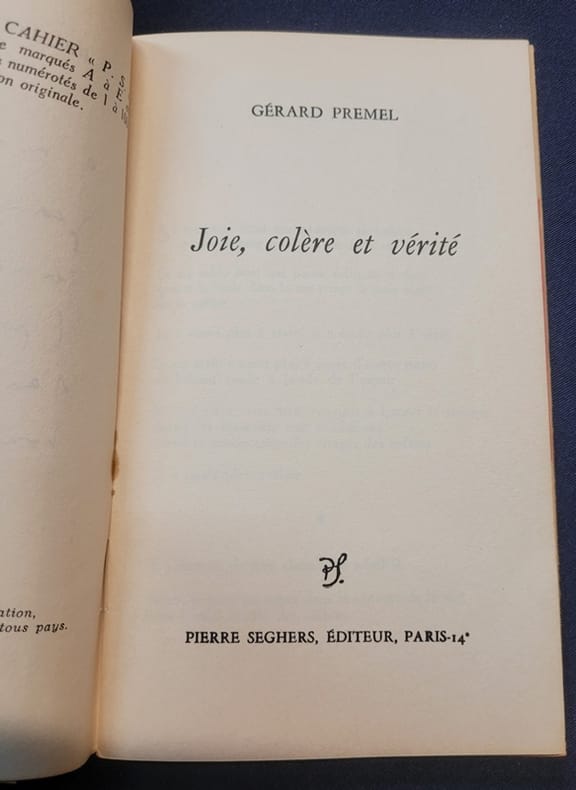 CAHIER « P. S.
marqués A à E
numérotés de 1 à
on originale.
ation,
tous pays.
GÉRARD PREMEL
Joie, colère et vérité
PS.
PIERRE SEGHERS, ÉDITEUR, PARIS-14ᵉ